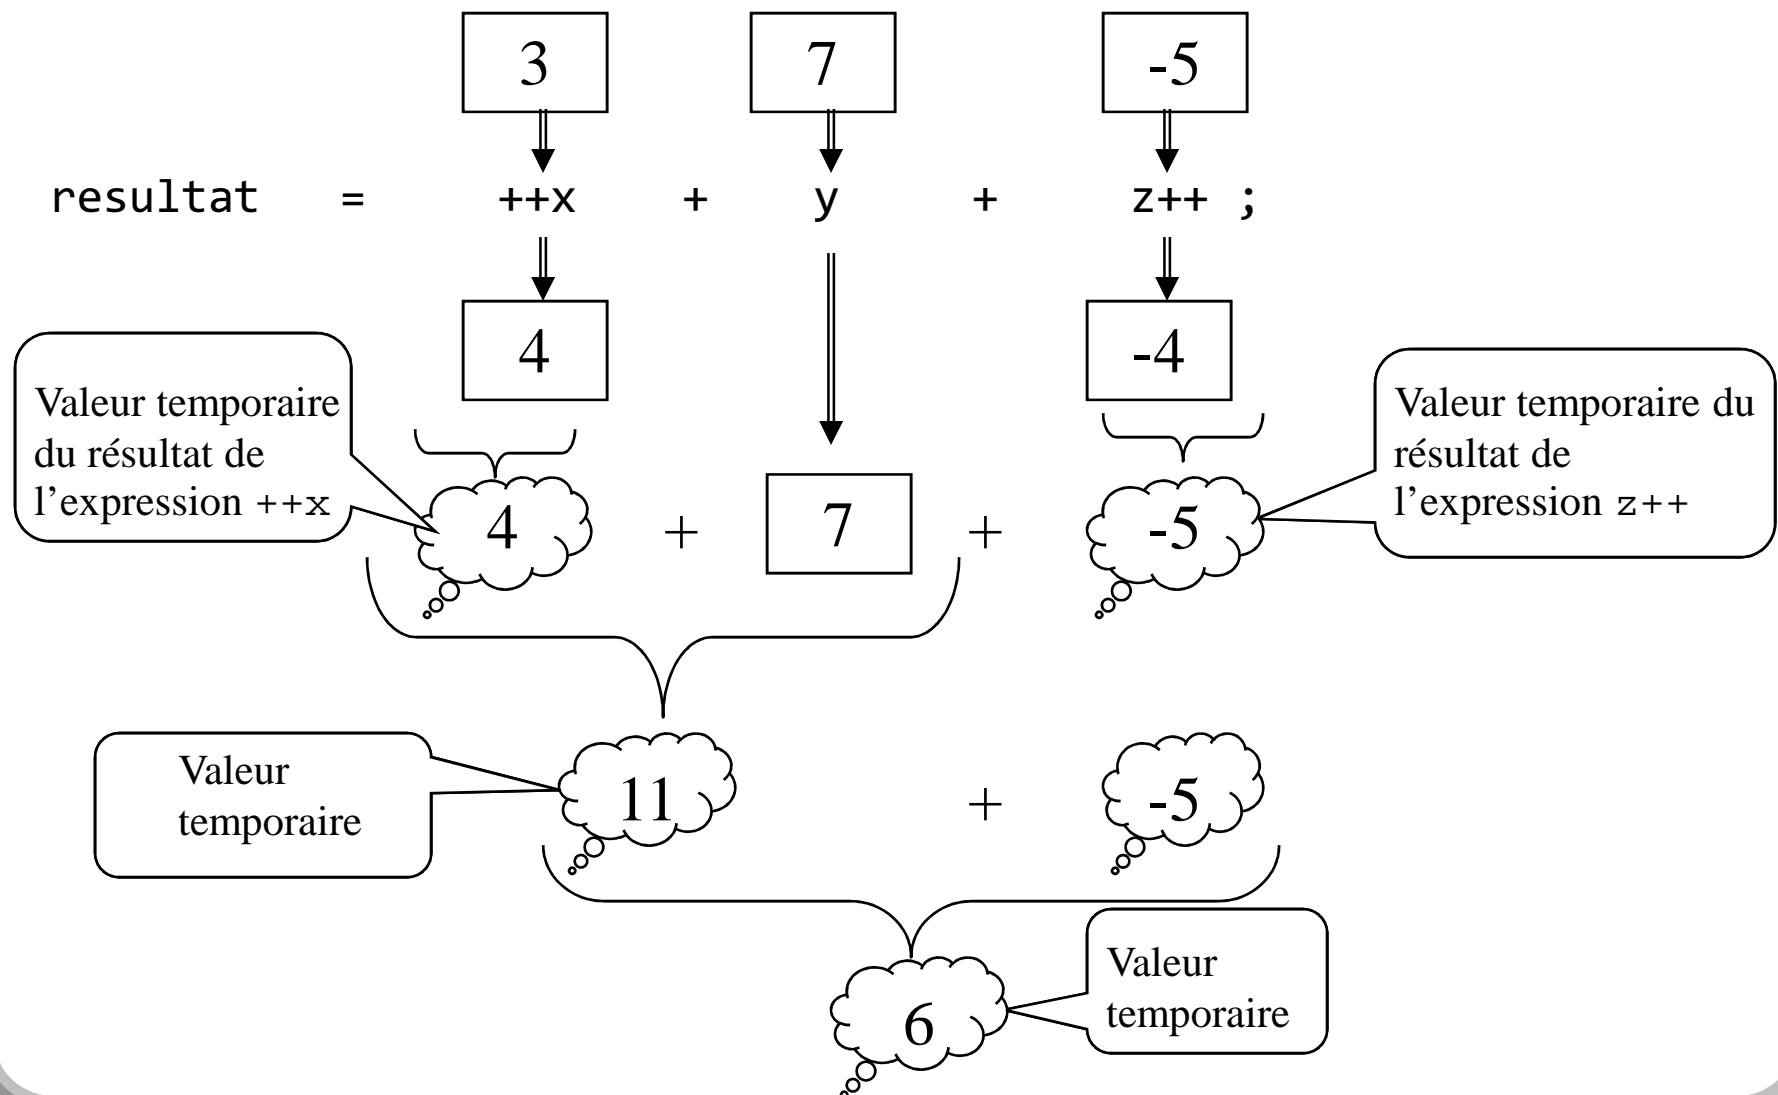 3 7 -5
resultat = ++x + y + z++ ;
4 -4
Valeur temporaire
du résultat de
l'expression ++x
Valeur temporaire du
résultat de
l'expression z++
4 + 7 + -5
Valeur
temporaire
11 + -5
6
Valeur
temporaire